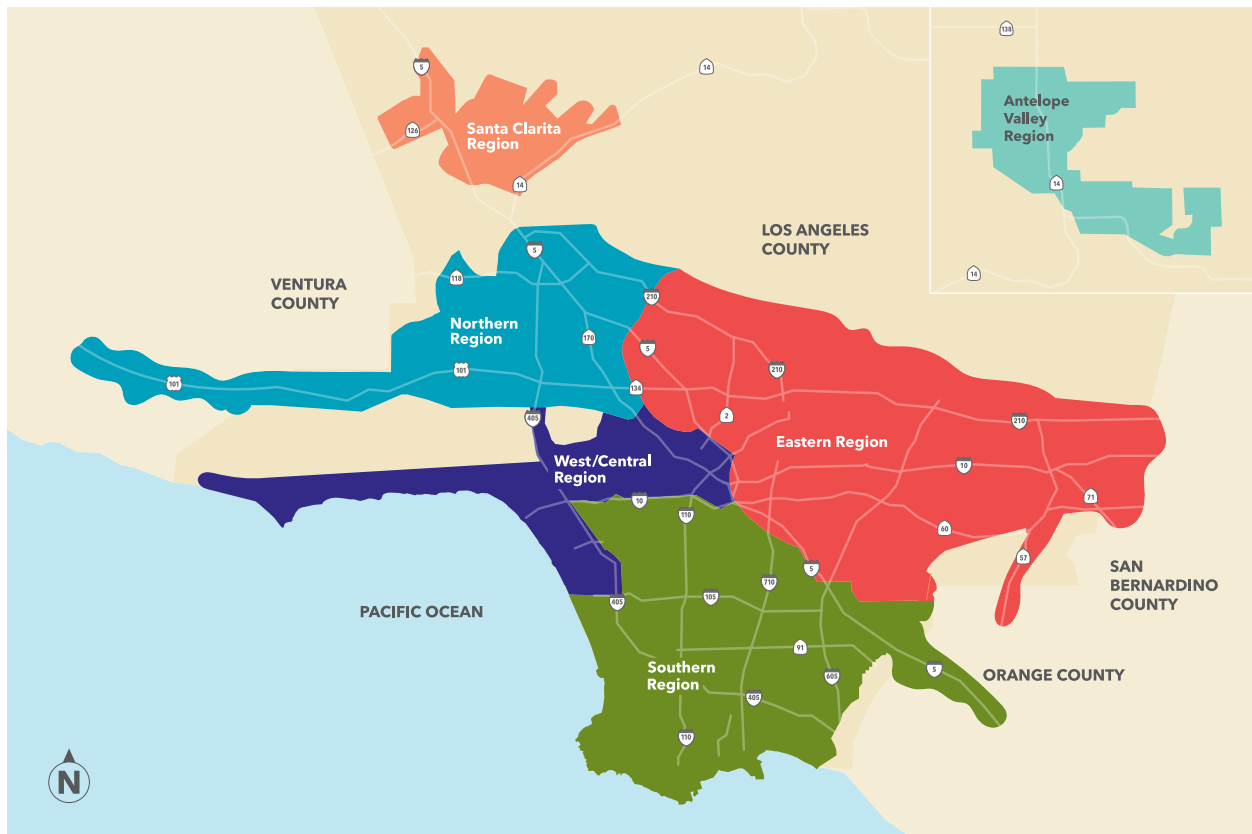 138
5
14
Antelope
Valley
Region
126
Santa Clarita
Region
14
14
14
LOS ANGELES
COUNTY
5
118
VENTURA
COUNTY
210
Northern
Region
170
5
101
210
101
134
405
2
210
Eastern Region
West/Central
Region
10
10
71
110
60
5
57
SAN
BERNARDINO
COUNTY
710
405
105
PACIFIC OCEAN
91
Southern
Region
5
ORANGE COUNTY
605
405
110
N